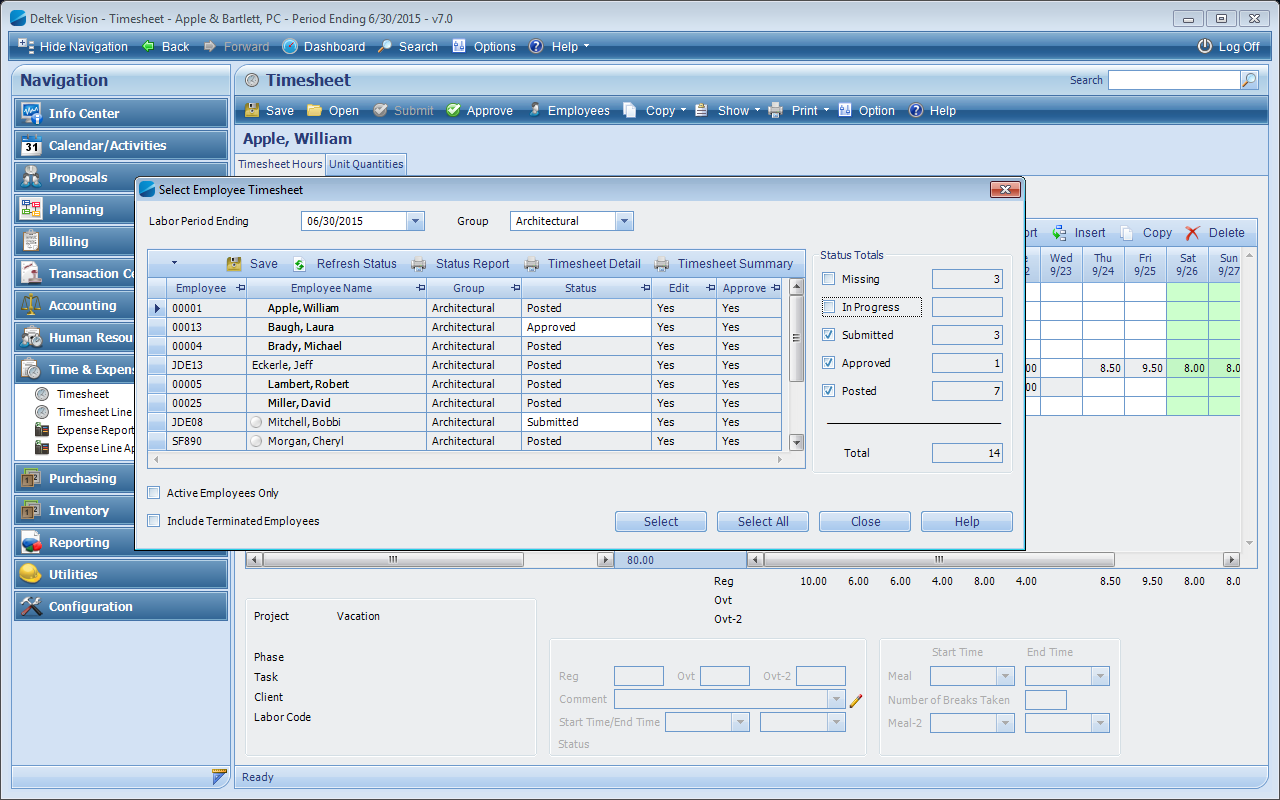 Deltek Vision - Timesheet - Apple & Bartlett, PC - Period Ending 6/30/2015 - v7.0
Hide Navigation Back Forward Dashboard Search Options Help Log Off
Navigation
Info Center
31 Calendar/Activities
Proposals
Planning
Billing
Transaction Ce
Accounting
Human Resou
Time & Expens
Timesheet
Timesheet Line
Expense Report
Expense Line Ap
Purchasing
Inventory
Reporting
Utilities
Configuration
Timesheet
Search
Save Open Submit Approve Employees Copy Show Print Option Help
Apple, William
Timesheet Hours Unit Quantities
Select Employee Timesheet
Labor Period Ending 06/30/2015 Group Architectural
Save Refresh Status Status Report Timesheet Detail Timesheet Summary
Employee Employee Name Group Status Edit Approve
00001 Apple, William Architectural Posted Yes Yes
00013 Baugh, Laura Architectural Approved Yes Yes
00004 Brady, Michael Architectural Posted Yes Yes
JDE13 Eckerle, Jeff Architectural Posted Yes Yes
00005 Lambert, Robert Architectural Posted Yes Yes
00025 Miller, David Architectural Posted Yes Yes
JDE08 Mitchell, Bobbi Architectural Submitted Yes Yes
SF890 Morgan, Cheryl Architectural Posted Yes Yes
Status Totals
Missing 3
In Progress
Submitted 3
Approved 1
Posted 7
Total 14
Active Employees Only
Include Terminated Employees
Select Select All Close Help
ort Insert Copy Delete
e Wed Thu Fri Sat Sun
2 9/23 9/24 9/25 9/26 9/27
00 8.50 9.50 8.00 8.0
00
80.00
Reg 10.00 6.00 6.00 4.00 8.00 4.00 8.50 9.50 8.00 8.0
Ovt
Ovt-2
Project Vacation
Phase
Task
Client
Labor Code
Reg Ovt Ovt-2
Comment
Start Time/End Time
Status
Start Time End Time
Meal
Number of Breaks Taken
Meal-2
Ready